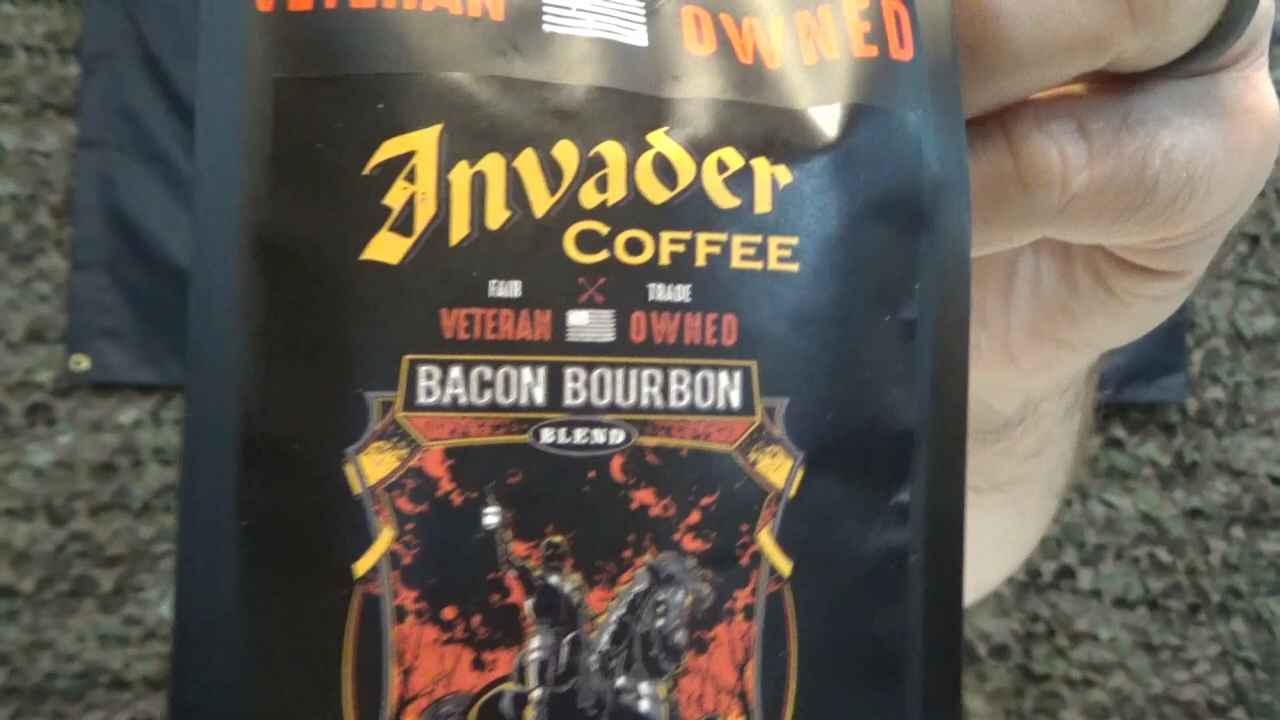 VETERAN OWNED
Invader
COFFEE
FAIR TRADE
VETERAN OWNED
BACON BOURBON
BLEND